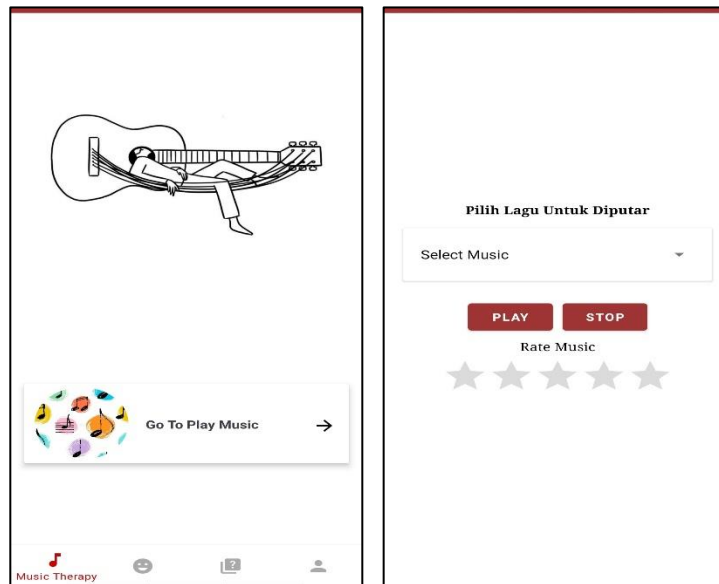 Go To Play Music
Music Therapy
Pilih Lagu Untuk Diputar
Select Music
PLAY
STOP
Rate Music